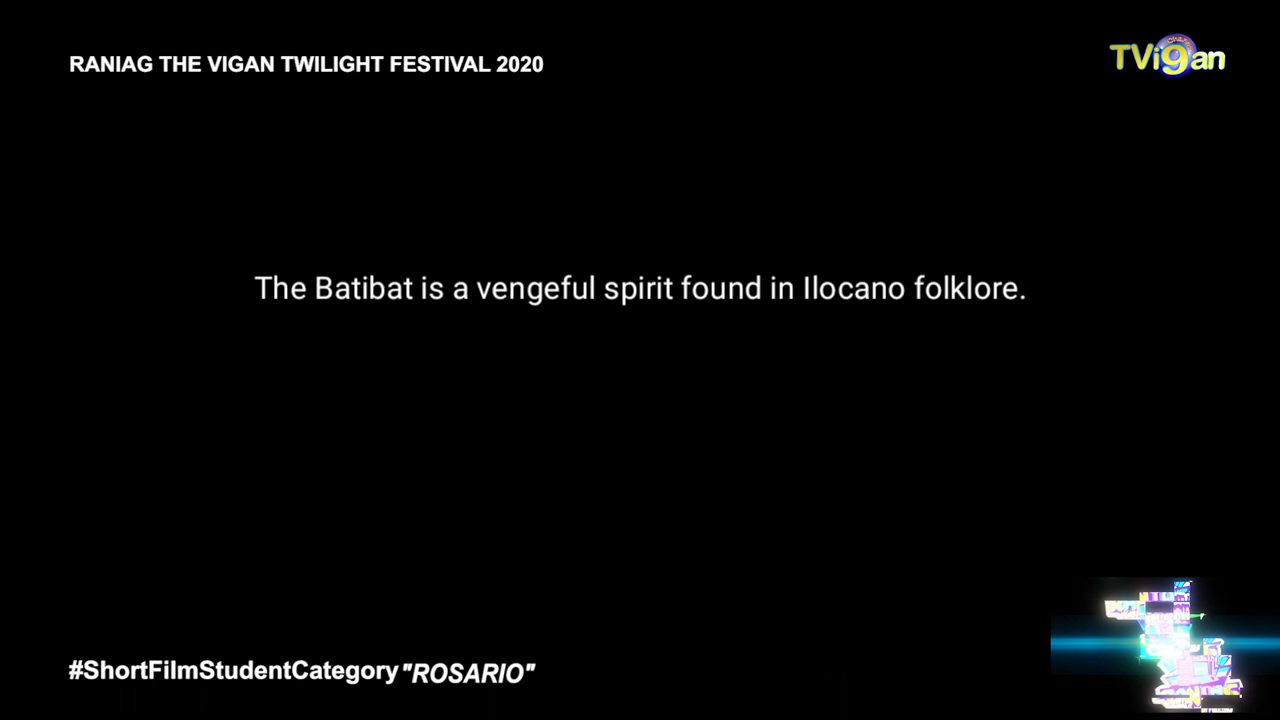 RANIAG THE VIGAN TWILIGHT FESTIVAL 2020
TVigan
The Batibat is a vengeful spirit found in Ilocano folklore.
#ShortFilmStudentCategory "ROSARIO"